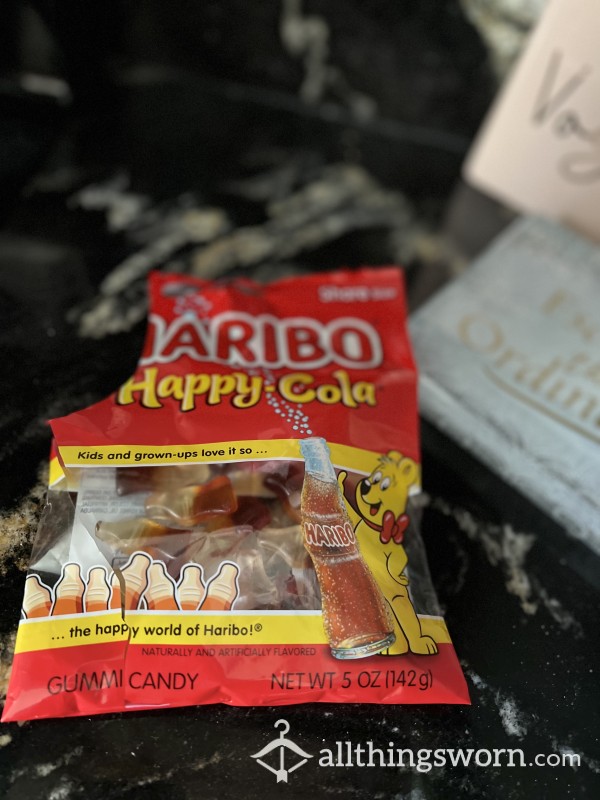 Share
HARIBO
Happy-Cola
Kids and grown-ups love it so ...
HARIBO
... the happy world of Haribo!®
NATURALLY AND ARTIFICIALLY FLAVORED
GUMMI CANDY NET WT 5 OZ (142g)
allthingsworn.com